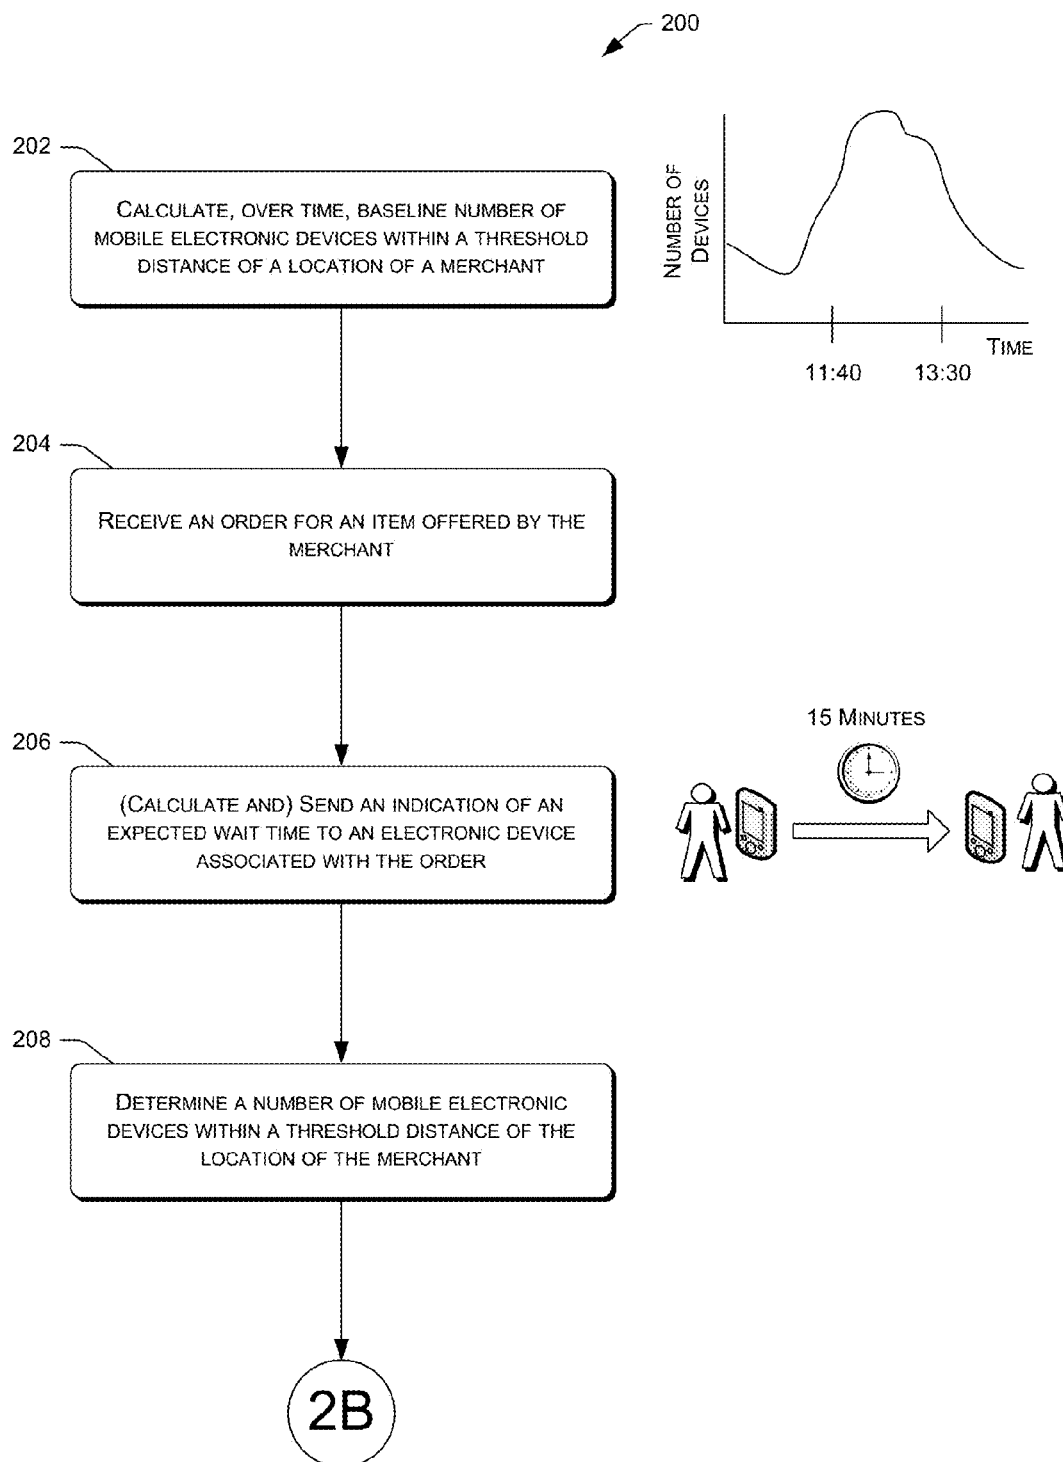 200
202
CALCULATE, OVER TIME, BASELINE NUMBER OF
MOBILE ELECTRONIC DEVICES WITHIN A THRESHOLD
DISTANCE OF A LOCATION OF A MERCHANT
NUMBER OF
DEVICES
TIME
11:40
13:30
204
RECEIVE AN ORDER FOR AN ITEM OFFERED BY THE
MERCHANT
206
(CALCULATE AND) SEND AN INDICATION OF AN
EXPECTED WAIT TIME TO AN ELECTRONIC DEVICE
ASSOCIATED WITH THE ORDER
15 MINUTES
208
DETERMINE A NUMBER OF MOBILE ELECTRONIC
DEVICES WITHIN A THRESHOLD DISTANCE OF THE
LOCATION OF THE MERCHANT
2B